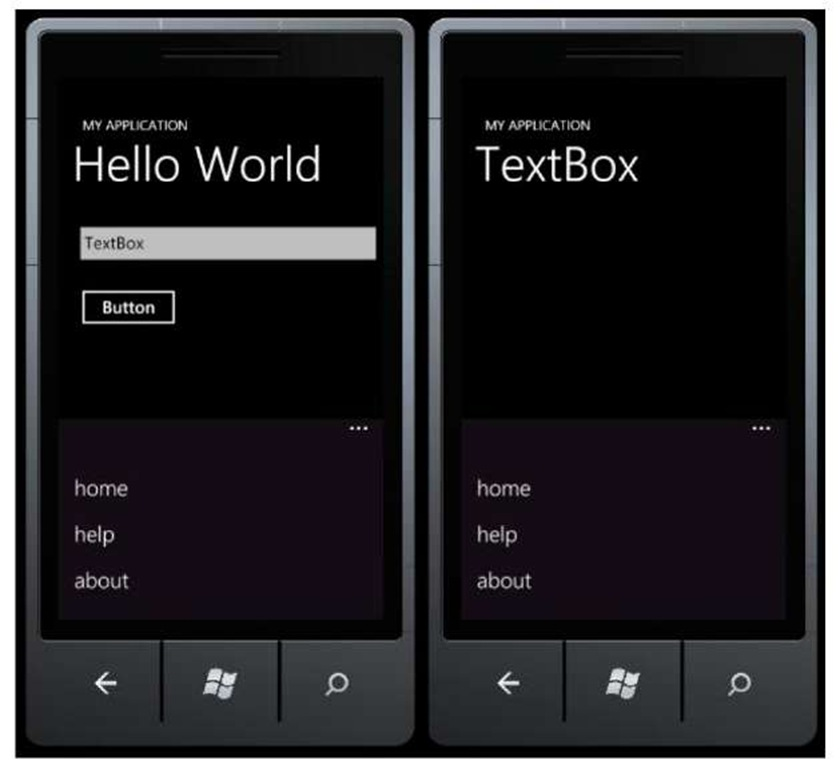 MY APPLICATION
Hello World
TextBox
Button
...
home
help
about
MY APPLICATION
TextBox
...
home
help
about